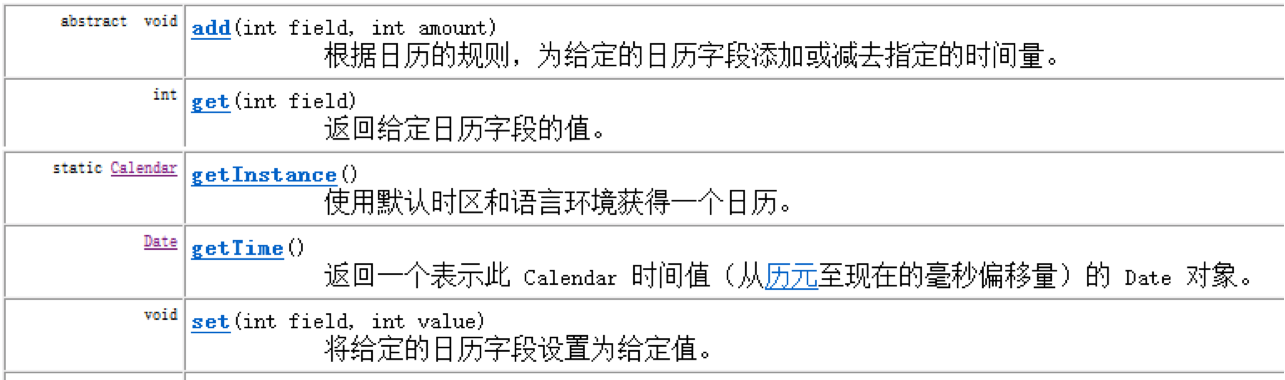 abstract void add(int field, int amount)
根据日历的规则，为给定的日历字段添加或减去指定的时间量。
int get(int field)
返回给定日历字段的值。
static Calendar getInstance()
使用默认时区和语言环境获得一个日历。
Date getTime()
返回一个表示此 Calendar 时间值（从历元至现在的毫秒偏移量）的 Date 对象。
void set(int field, int value)
将给定的日历字段设置为给定值。